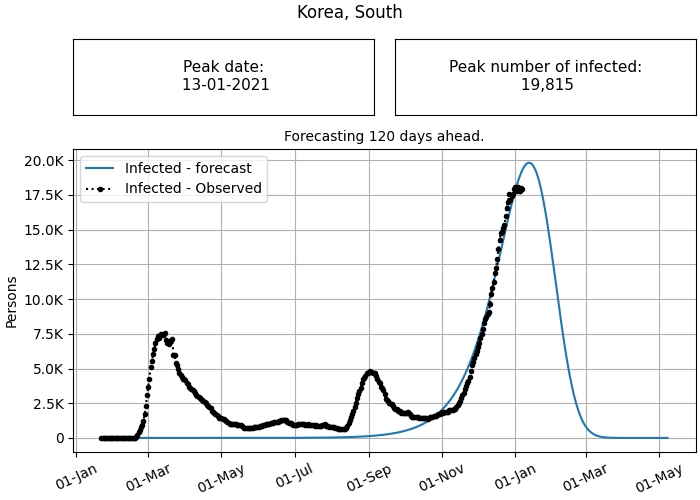 Korea, South
Peak date:
13-01-2021
Peak number of infected:
19,815
Forecasting 120 days ahead.
Infected - forecast
Infected - Observed
20.0K
17.5K
15.0K
12.5K
10.0K
7.5K
5.0K
2.5K
0
Persons
01-Jan
01-Mar
01-May
01-Jul
01-Sep
01-Nov
01-Jan
01-Mar
01-May